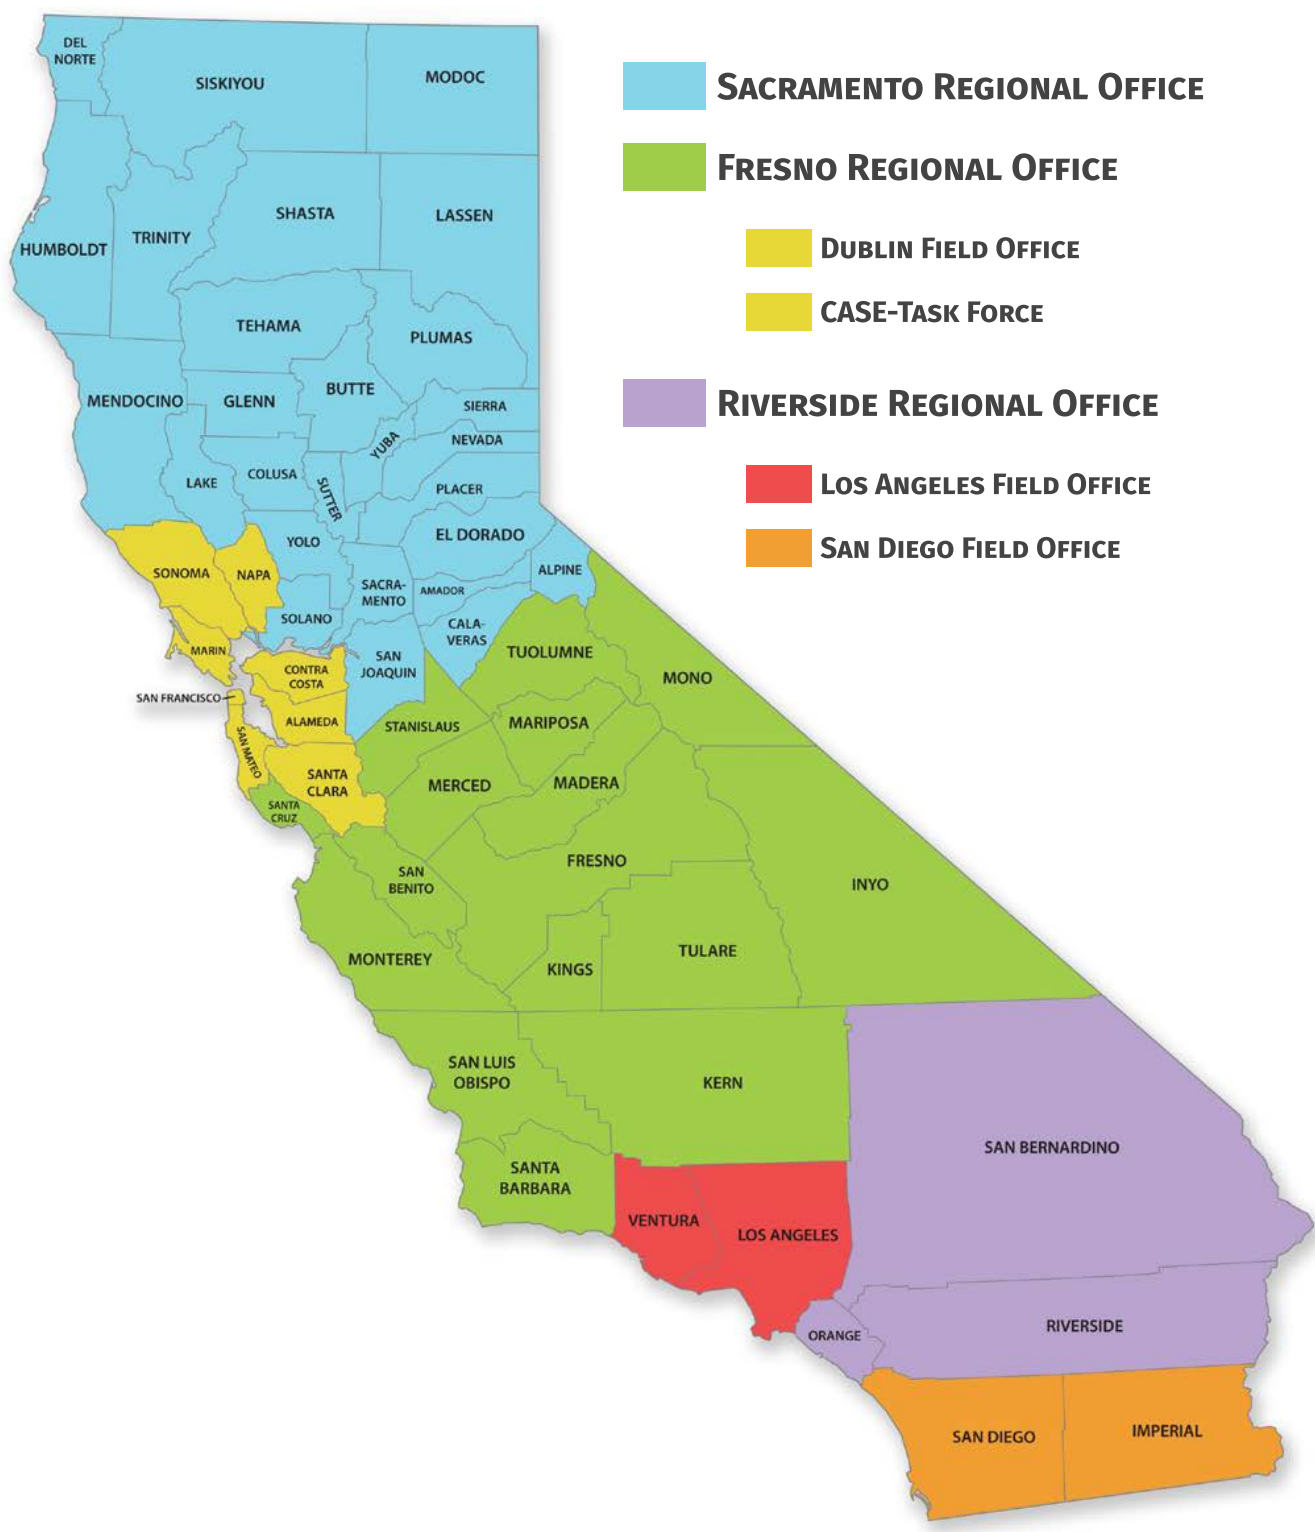 SACRAMENTO REGIONAL OFFICE
FRESNO REGIONAL OFFICE
DUBLIN FIELD OFFICE
CASE-TASK FORCE
RIVERSIDE REGIONAL OFFICE
LOS ANGELES FIELD OFFICE
SAN DIEGO FIELD OFFICE
DEL
NORTE
SISKIYOU
MODOC
HUMBOLDT
TRINITY
SHASTA
LASSEN
TEHAMA
PLUMAS
MENDOCINO
GLENN
BUTTE
SIERRA
YUBA
NEVADA
LAKE
COLUSA
SUTTER
PLACER
YOLO
EL DORADO
SONOMA
NAPA
SACRA-
MENTO
AMADOR
ALPINE
SOLANO
CALA-
VERAS
MARIN
CONTRA
COSTA
SAN
JOAQUIN
TUOLUMNE
MONO
SAN FRANCISCO
ALAMEDA
STANISLAUS
MARIPOSA
SAN MATEO
SANTA
CLARA
MERCED
MADERA
SANTA
CRUZ
FRESNO
SAN
BENITO
INYO
MONTEREY
KINGS
TULARE
SAN LUIS
OBISPO
KERN
SAN BERNARDINO
SANTA
BARBARA
VENTURA
LOS ANGELES
ORANGE
RIVERSIDE
SAN DIEGO
IMPERIAL